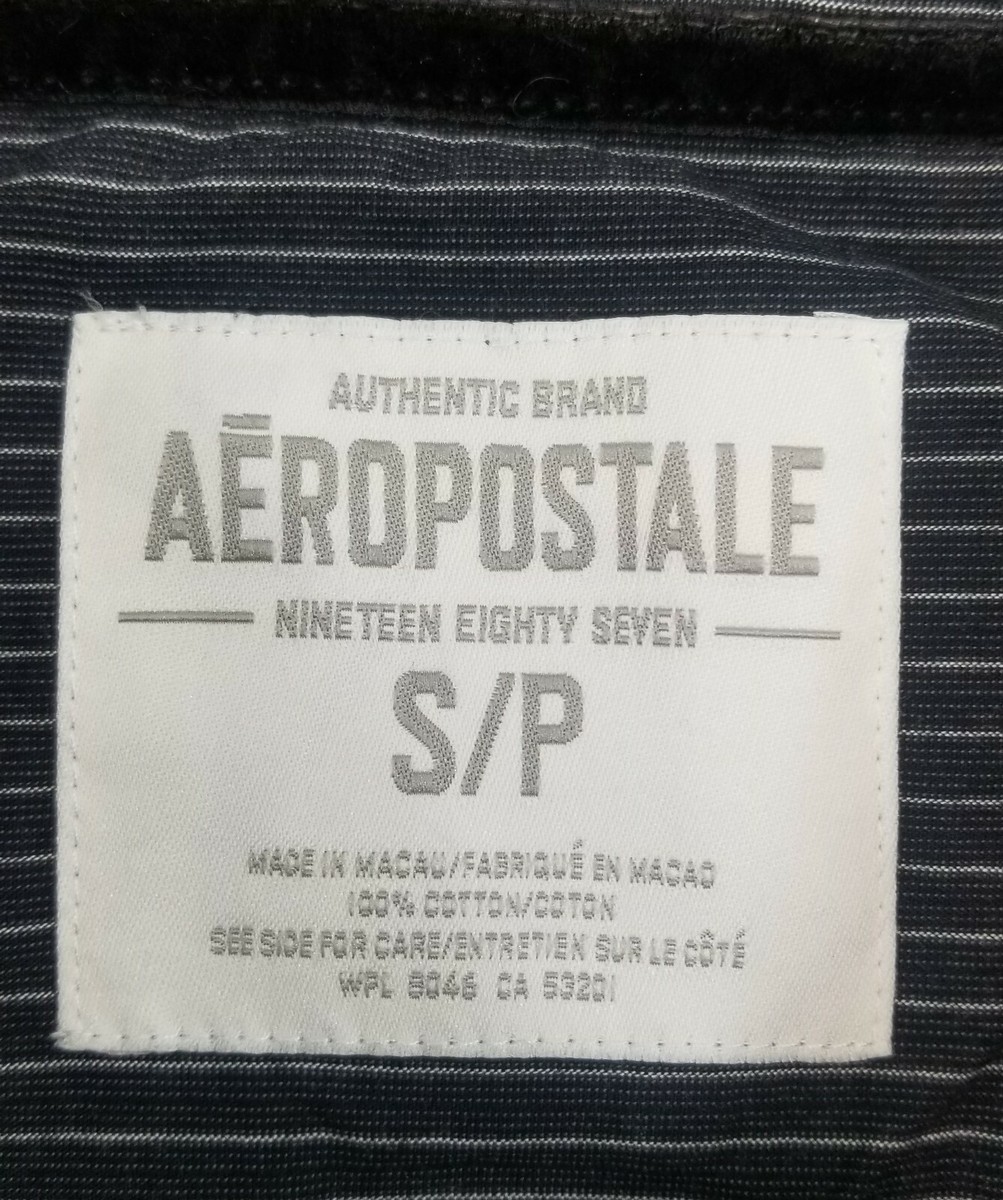 AUTHENTIC BRAND
AĒROPOSTALE
NINETEEN EIGHTY SEVEN
S/P
MADE IN MACAU/FABRIQUÉ EN MACAO
100% COTTON/COTON
SEE SIDE FOR CARE/ENTRETIEN SUR LE CÔTÉ
WPL 8046 CA 53201